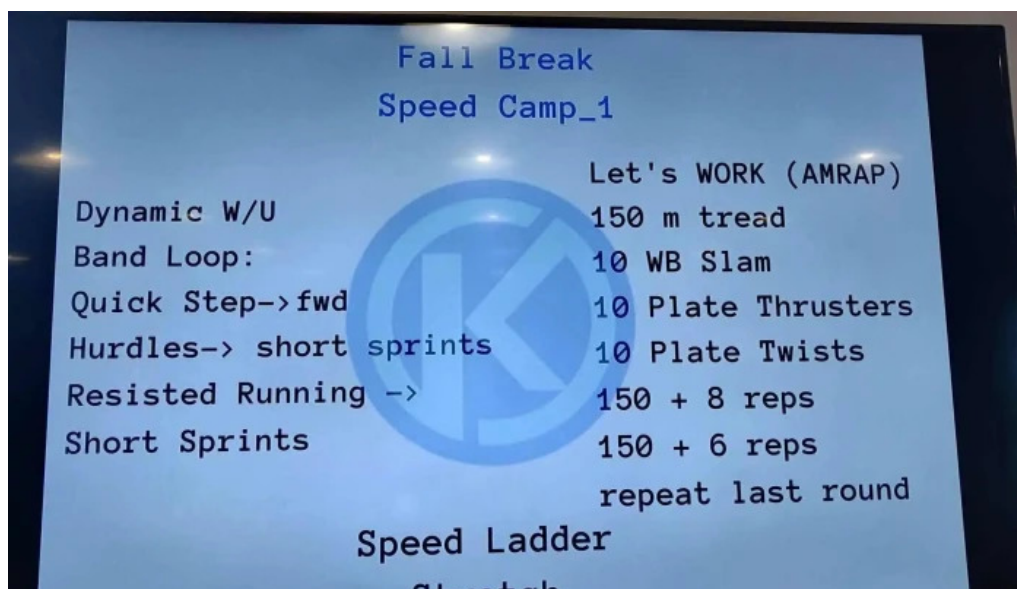 Fall Break
Speed Camp_1
Dynamic W/U
Band Loop:
Quick Step->fwd
Hurdles-> short sprints
Resisted Running ->
Short Sprints
Let's WORK (AMRAP)
150 m tread
10 WB Slam
10 Plate Thrusters
10 Plate Twists
150 + 8 reps
150 + 6 reps
repeat last round
Speed Ladder